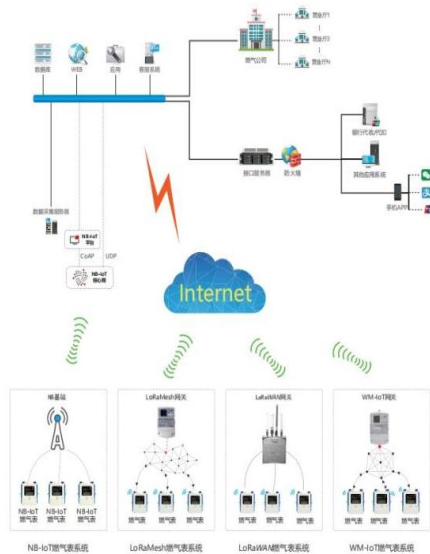 数据库
WEB
应用
客服系统
燃气公司
营业厅1
营业厅2
营业厅N
接口服务器
防火墙
银行代收/代扣
其他应用系统
手机APP
数据采集服务器
NB-IoT
平台
CoAP
UDP
NB-IoT
核心网
Internet
NB基站
LoRaMesh网关
LoRaWAN网关
WM-IoT网关
NB-IoT NB-IoT NB-IoT
燃气表 燃气表 燃气表
燃气表 燃气表 燃气表
燃气表 燃气表 燃气表
燃气表 燃气表 燃气表
NB-IoT燃气表系统
LoRaMesh燃气表系统
LoRaWAN燃气表系统
WM-IoT燃气表系统